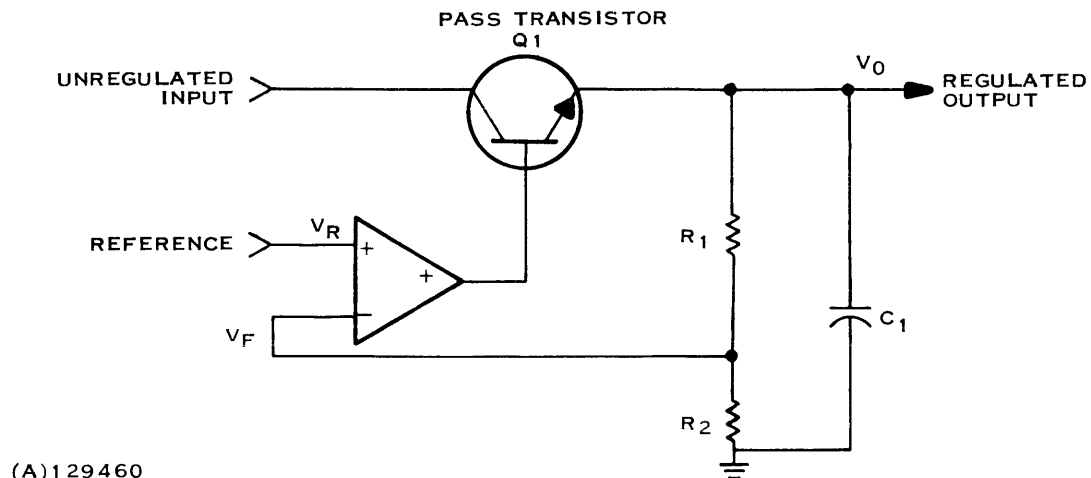 PASS TRANSISTOR
Q1
UNREGULATED
INPUT
V0
REGULATED
OUTPUT
REFERENCE
VR
+
+
−
VF
R1
C1
R2
(A)129460